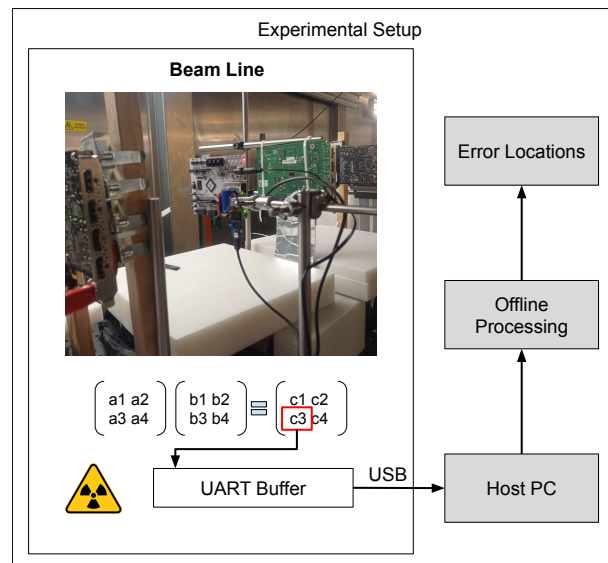 Experimental Setup
Beam Line
a1 a2
a3 a4
b1 b2
b3 b4
=
c1 c2
c3 c4
UART Buffer
USB
Host PC
Offline
Processing
Error Locations